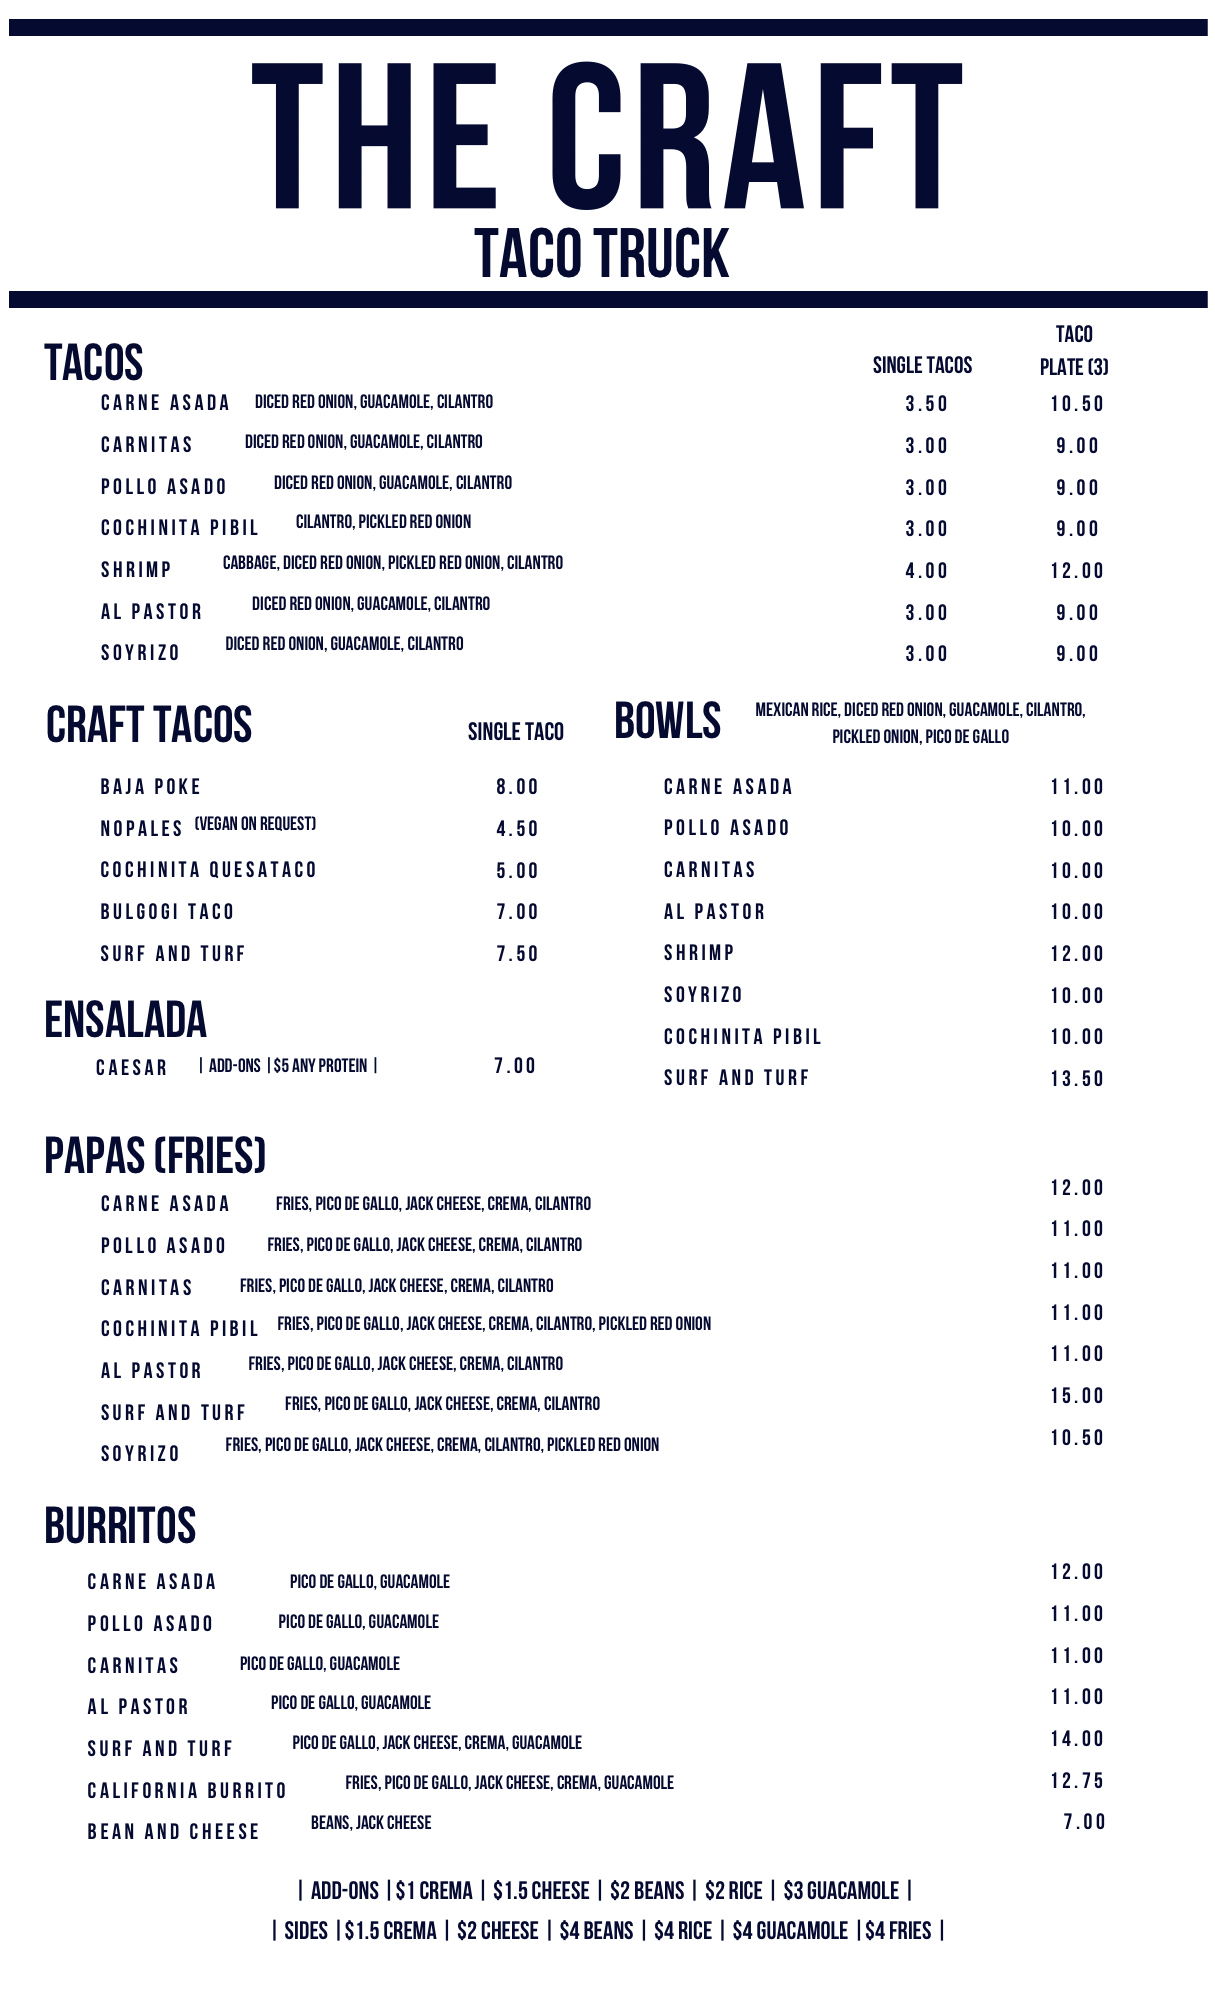 THE CRAFT
TACO TRUCK
TACOS SINGLE TACOS TACO
PLATE (3)
CARNE ASADA DICED RED ONION, GUACAMOLE, CILANTRO 3.50 10.50
CARNITAS DICED RED ONION, GUACAMOLE, CILANTRO 3.00 9.00
POLLO ASADO DICED RED ONION, GUACAMOLE, CILANTRO 3.00 9.00
COCHINITA PIBIL CILANTRO, PICKLED RED ONION 3.00 9.00
SHRIMP CABBAGE, DICED RED ONION, PICKLED RED ONION, CILANTRO 4.00 12.00
AL PASTOR DICED RED ONION, GUACAMOLE, CILANTRO 3.00 9.00
SOYRIZO DICED RED ONION, GUACAMOLE, CILANTRO 3.00 9.00
CRAFT TACOS SINGLE TACO
BAJA POKE 8.00
NOPALES (VEGAN ON REQUEST) 4.50
COCHINITA QUESATACO 5.00
BULGOGI TACO 7.00
SURF AND TURF 7.50
ENSALADA
CAESAR | ADD-ONS |$5 ANY PROTEIN | 7.00
BOWLS MEXICAN RICE, DICED RED ONION, GUACAMOLE, CILANTRO,
PICKLED ONION, PICO DE GALLO
CARNE ASADA 11.00
POLLO ASADO 10.00
CARNITAS 10.00
AL PASTOR 10.00
SHRIMP 12.00
SOYRIZO 10.00
COCHINITA PIBIL 10.00
SURF AND TURF 13.50
PAPAS (FRIES)
CARNE ASADA FRIES, PICO DE GALLO, JACK CHEESE, CREMA, CILANTRO 12.00
POLLO ASADO FRIES, PICO DE GALLO, JACK CHEESE, CREMA, CILANTRO 11.00
CARNITAS FRIES, PICO DE GALLO, JACK CHEESE, CREMA, CILANTRO 11.00
COCHINITA PIBIL FRIES, PICO DE GALLO, JACK CHEESE, CREMA, CILANTRO, PICKLED RED ONION 11.00
AL PASTOR FRIES, PICO DE GALLO, JACK CHEESE, CREMA, CILANTRO 11.00
SURF AND TURF FRIES, PICO DE GALLO, JACK CHEESE, CREMA, CILANTRO 15.00
SOYRIZO FRIES, PICO DE GALLO, JACK CHEESE, CREMA, CILANTRO, PICKLED RED ONION 10.50
BURRITOS
CARNE ASADA PICO DE GALLO, GUACAMOLE 12.00
POLLO ASADO PICO DE GALLO, GUACAMOLE 11.00
CARNITAS PICO DE GALLO, GUACAMOLE 11.00
AL PASTOR PICO DE GALLO, GUACAMOLE 11.00
SURF AND TURF PICO DE GALLO, JACK CHEESE, CREMA, GUACAMOLE 14.00
CALIFORNIA BURRITO FRIES, PICO DE GALLO, JACK CHEESE, CREMA, GUACAMOLE 12.75
BEAN AND CHEESE BEANS, JACK CHEESE 7.00
| ADD-ONS |$1 CREMA | $1.5 CHEESE | $2 BEANS | $2 RICE | $3 GUACAMOLE |
| SIDES |$1.5 CREMA | $2 CHEESE | $4 BEANS | $4 RICE | $4 GUACAMOLE |$4 FRIES |